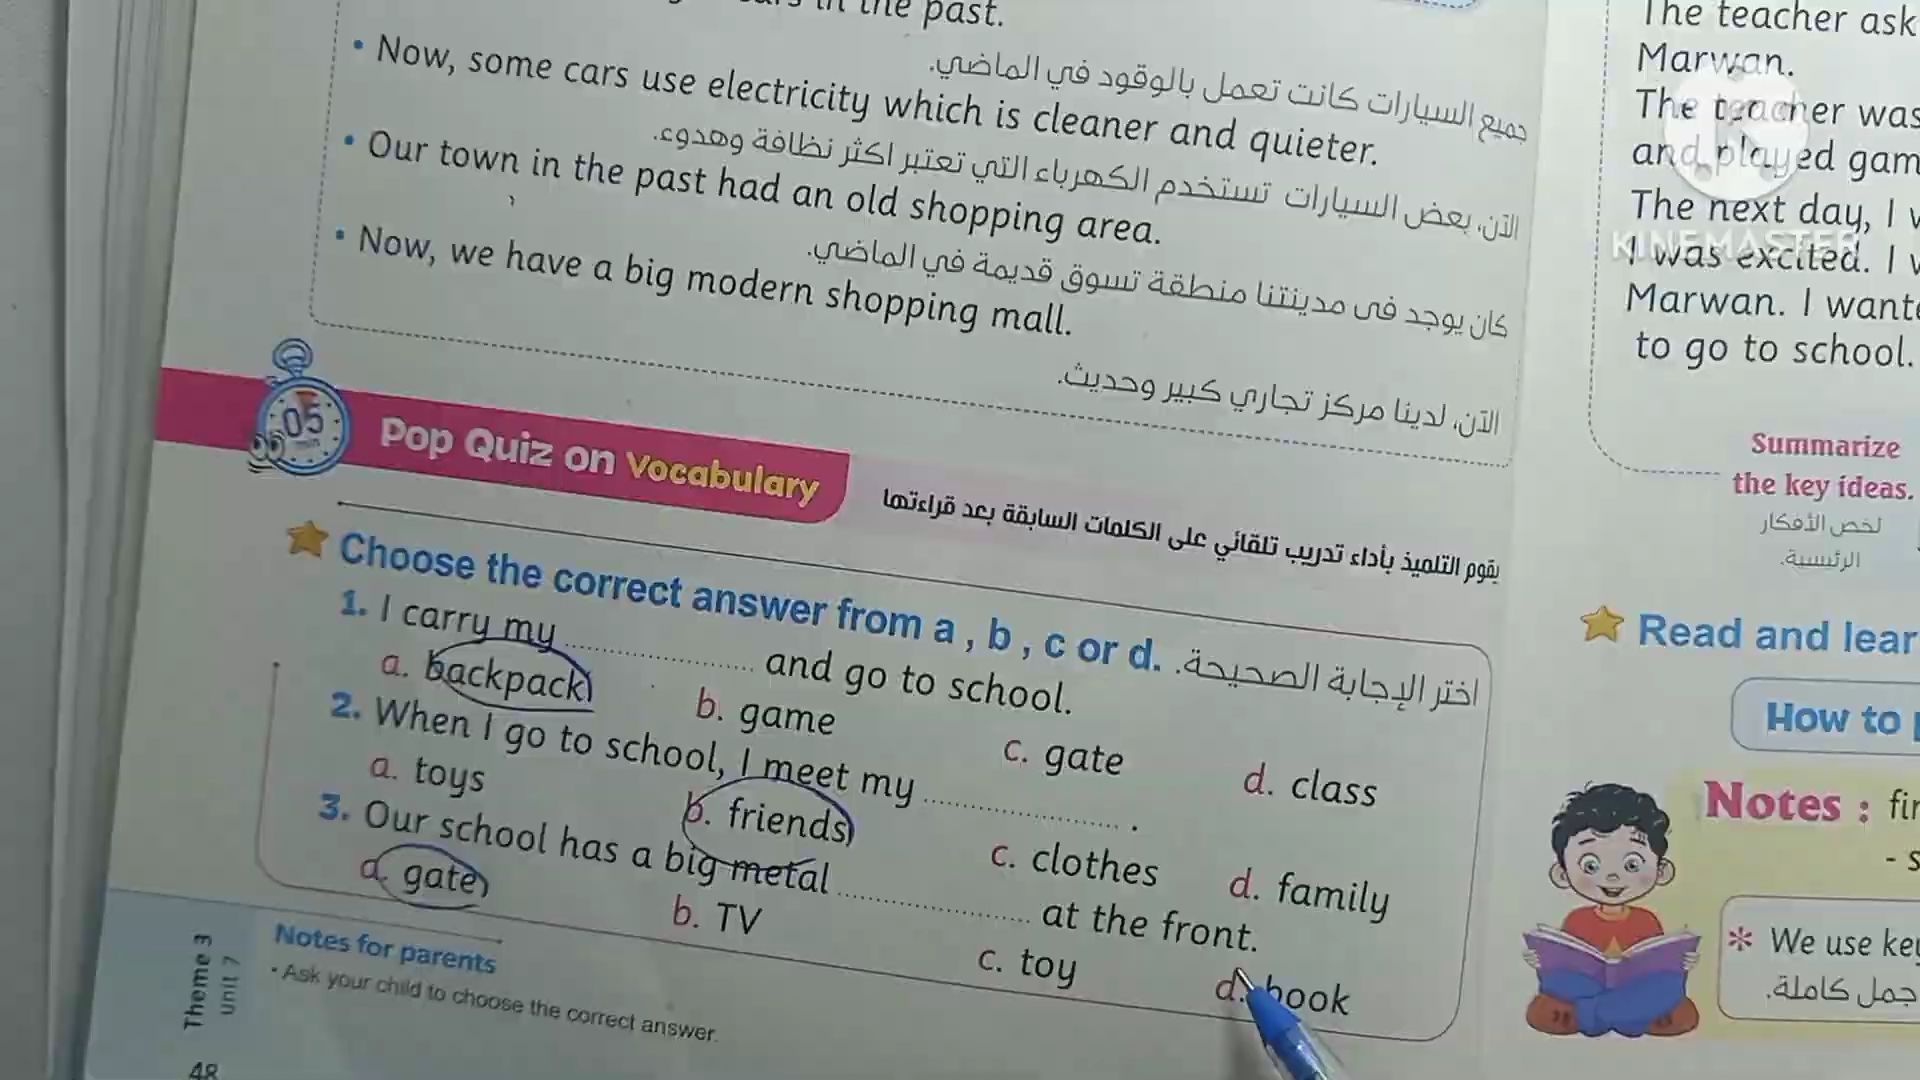 in the past.
• Now, some cars use electricity which is cleaner and quieter.
جميع السيارات كانت تعمل بالوقود في الماضي.
• Our town in the past had an old shopping area.
الآن، بعض السيارات تستخدم الكهرباء التي تعتبر اكثر نظافة وهدوء.
• Now, we have a big modern shopping mall.
كان يوجد في مدينتنا منطقة تسوق قديمة في الماضي.
الآن، لدينا مركز تجاري كبير وحديث.
05
min
Pop Quiz on Vocabulary
يقوم التلميذ بأداء تدريب تلقائي على الكلمات السابقة بعد قراءتها
Choose the correct answer from a , b , c or d. اختر الإجابة الصحيحة.
1. I carry my .................... and go to school.
a. backpack b. game c. gate d. class
2. When I go to school, I meet my .................... .
a. toys b. friends c. clothes d. family
3. Our school has a big metal .................... at the front.
a. gate b. TV c. toy d. book
Notes for parents
• Ask your child to choose the correct answer.
Theme 3
unit 7
48
The teacher ask
Marwan.
The teacher was
and played gam
The next day, I
I was excited. I
Marwan. I want
to go to school.
KINEMASTER
Summarize
the key ideas.
لخص الأفكار
الرئيسية.
Read and lear
How to
Notes : fir
- s
* We use key
جمل كاملة.